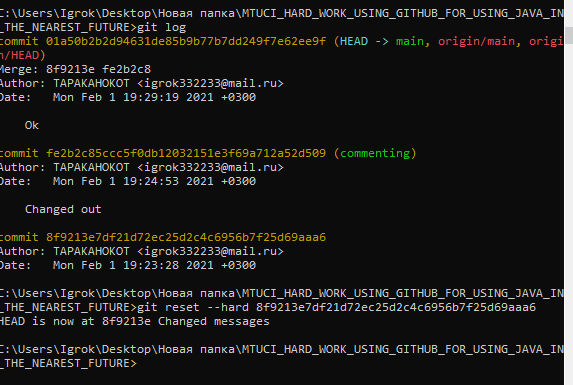 C:\Users\Igrok\Desktop\Новая папка\MTUCI_HARD_WORK_USING_GITHUB_FOR_USING_JAVA_IN
_THE_NEAREST_FUTURE>git log
commit 01a50b2b2d94631de85b9b77b7dd249f7e62ee9f (HEAD -> main, origin/main, origi
n/HEAD)
Merge: 8f9213e fe2b2c8
Author: TAPAKAHOKOT <igrok332233@mail.ru>
Date:   Mon Feb 1 19:29:19 2021 +0300
    Ok
commit fe2b2c85ccc5f0db12032151e3f69a712a52d509 (commenting)
Author: TAPAKAHOKOT <igrok332233@mail.ru>
Date:   Mon Feb 1 19:24:53 2021 +0300
    Changed out
commit 8f9213e7df21d72ec25d2c4c6956b7f25d69aaa6
Author: TAPAKAHOKOT <igrok332233@mail.ru>
Date:   Mon Feb 1 19:23:28 2021 +0300
C:\Users\Igrok\Desktop\Новая папка\MTUCI_HARD_WORK_USING_GITHUB_FOR_USING_JAVA_IN
_THE_NEAREST_FUTURE>git reset --hard 8f9213e7df21d72ec25d2c4c6956b7f25d69aaa6
HEAD is now at 8f9213e Changed messages
C:\Users\Igrok\Desktop\Новая папка\MTUCI_HARD_WORK_USING_GITHUB_FOR_USING_JAVA_IN
_THE_NEAREST_FUTURE>